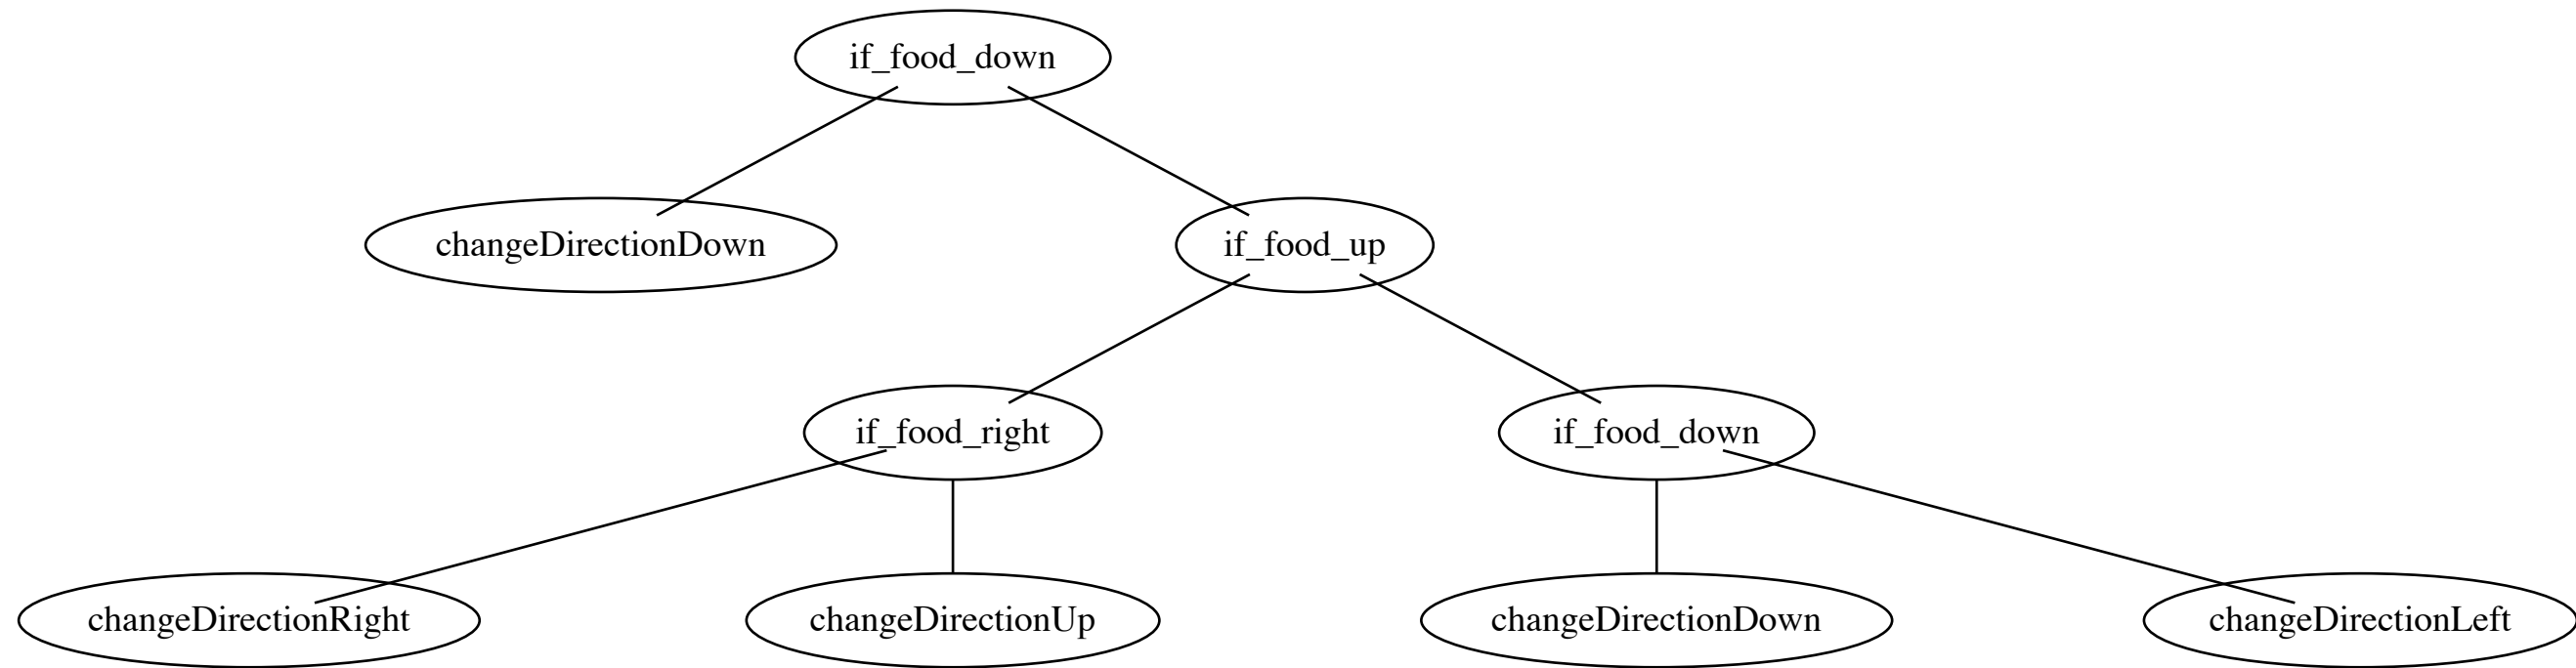 if_food_down
changeDirectionDown
if_food_up
if_food_right
if_food_down
changeDirectionRight
changeDirectionUp
changeDirectionDown
changeDirectionLeft